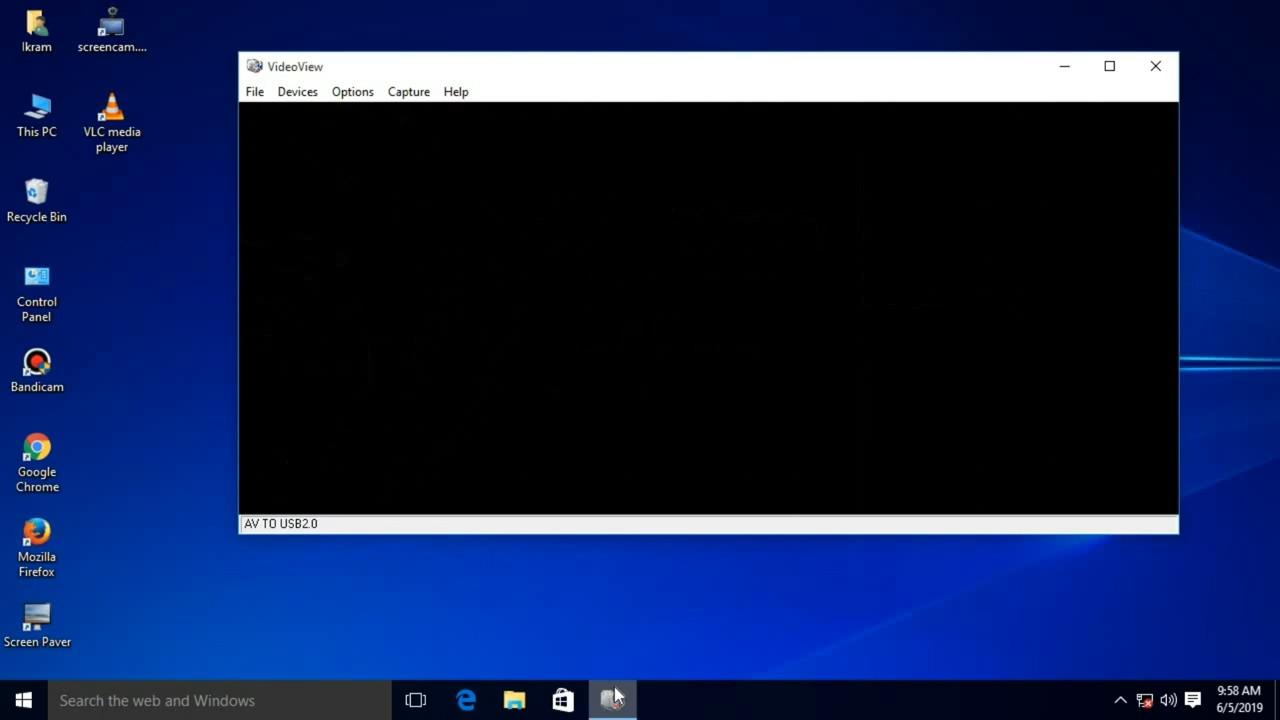 Ikram
screencam....
This PC
VLC media
player
Recycle Bin
Control
Panel
Bandicam
Google
Chrome
Mozilla
Firefox
Screen Paver
VideoView
File Devices Options Capture Help
AV TO USB2.0
Search the web and Windows
9:58 AM
6/5/2019